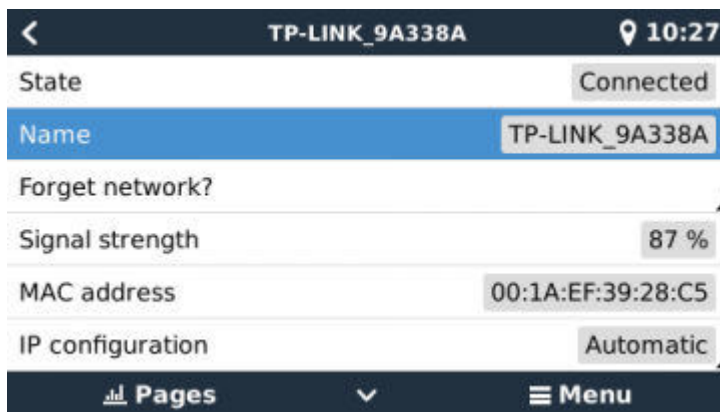 TP-LINK_9A338A 10:27
State Connected
Name TP-LINK_9A338A
Forget network?
Signal strength 87 %
MAC address 00:1A:EF:39:28:C5
IP configuration Automatic
Pages Menu